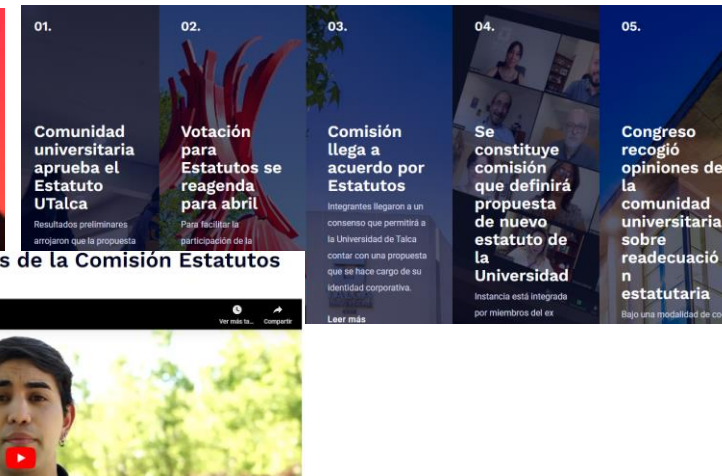 01.
Comunidad
universitaria
aprueba el
Estatuto
UTalca
Resultados preliminares
arrojaron que la propuesta
02.
Votación
para
Estatutos se
reagenda
para abril
Para facilitar la
participación de la
03.
Comisión
llega a
acuerdo por
Estatutos
Integrantes llegaron a un
consenso que permitirá a
la Universidad de Talca
contar con una propuesta
que se hace cargo de su
identidad corporativa.
Leer más
04.
Se
constituye
comisión
que definirá
propuesta
de nuevo
estatuto de
la
Universidad
Instancia está integrada
por miembros del ex
05.
Congreso
recogió
opiniones de
la
comunidad
universitaria
sobre
readecuació
n
estatutaria
Bajo una modalidad de co
s de la Comisión Estatutos
Ver más ta...
Compartir